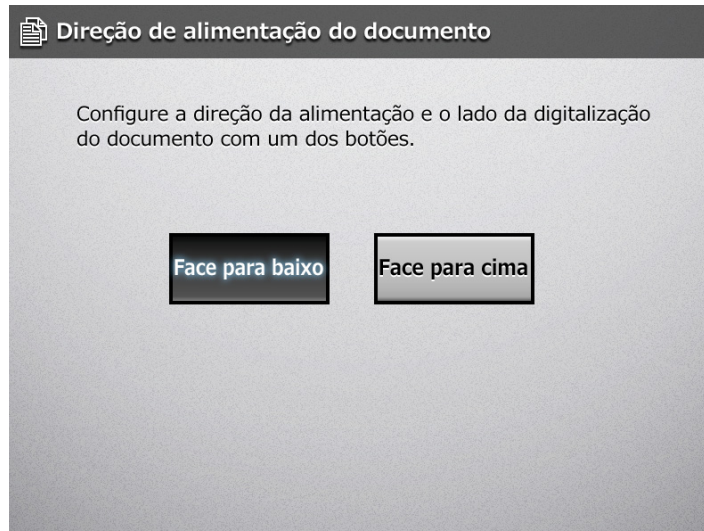 Direção de alimentação do documento
Configure a direção da alimentação e o lado da digitalização
do documento com um dos botões.
Face para baixo
Face para cima